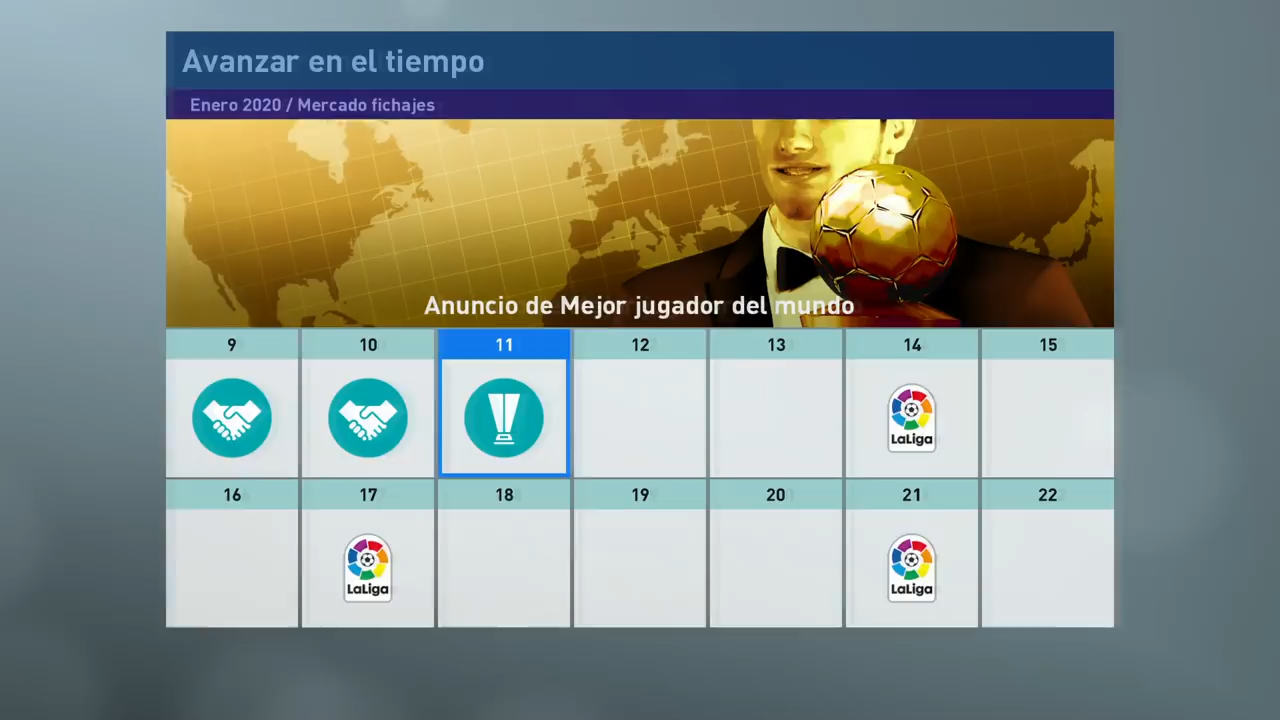 Avanzar en el tiempo
Enero 2020 / Mercado fichajes
Anuncio de Mejor jugador del mundo
9 10 11 12 13 14 15
LaLiga
16 17 18 19 20 21 22
LaLiga LaLiga